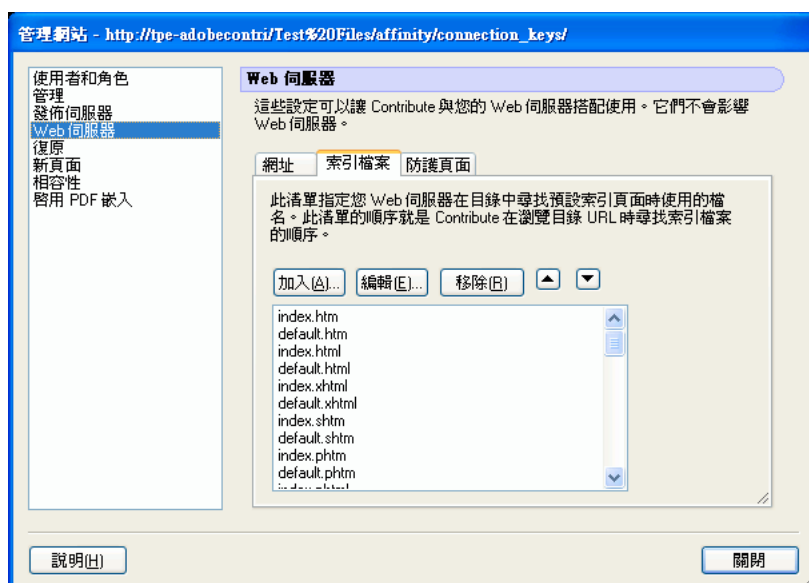 管理網站 - http://tpe-adobecontri/Test%20Files/affinity/connection_keys/
使用者和角色
管理
發佈伺服器
Web 伺服器
復原
新頁面
相容性
啓用 PDF 嵌入
Web 伺服器
這些設定可以讓 Contribute 與您的 Web 伺服器搭配使用。它們不會影響
Web 伺服器。
網址 索引檔案 防護頁面
此清單指定您 Web 伺服器在目錄中尋找預設索引頁面時使用的檔
名。此清單的順序就是 Contribute 在瀏覽目錄 URL 時尋找索引檔案
的順序。
加入(A)... 編輯(E)... 移除(R)
index.htm
default.htm
index.html
default.html
index.xhtml
default.xhtml
index.shtm
default.shtm
index.phtm
default.phtm
說明(H) 關閉